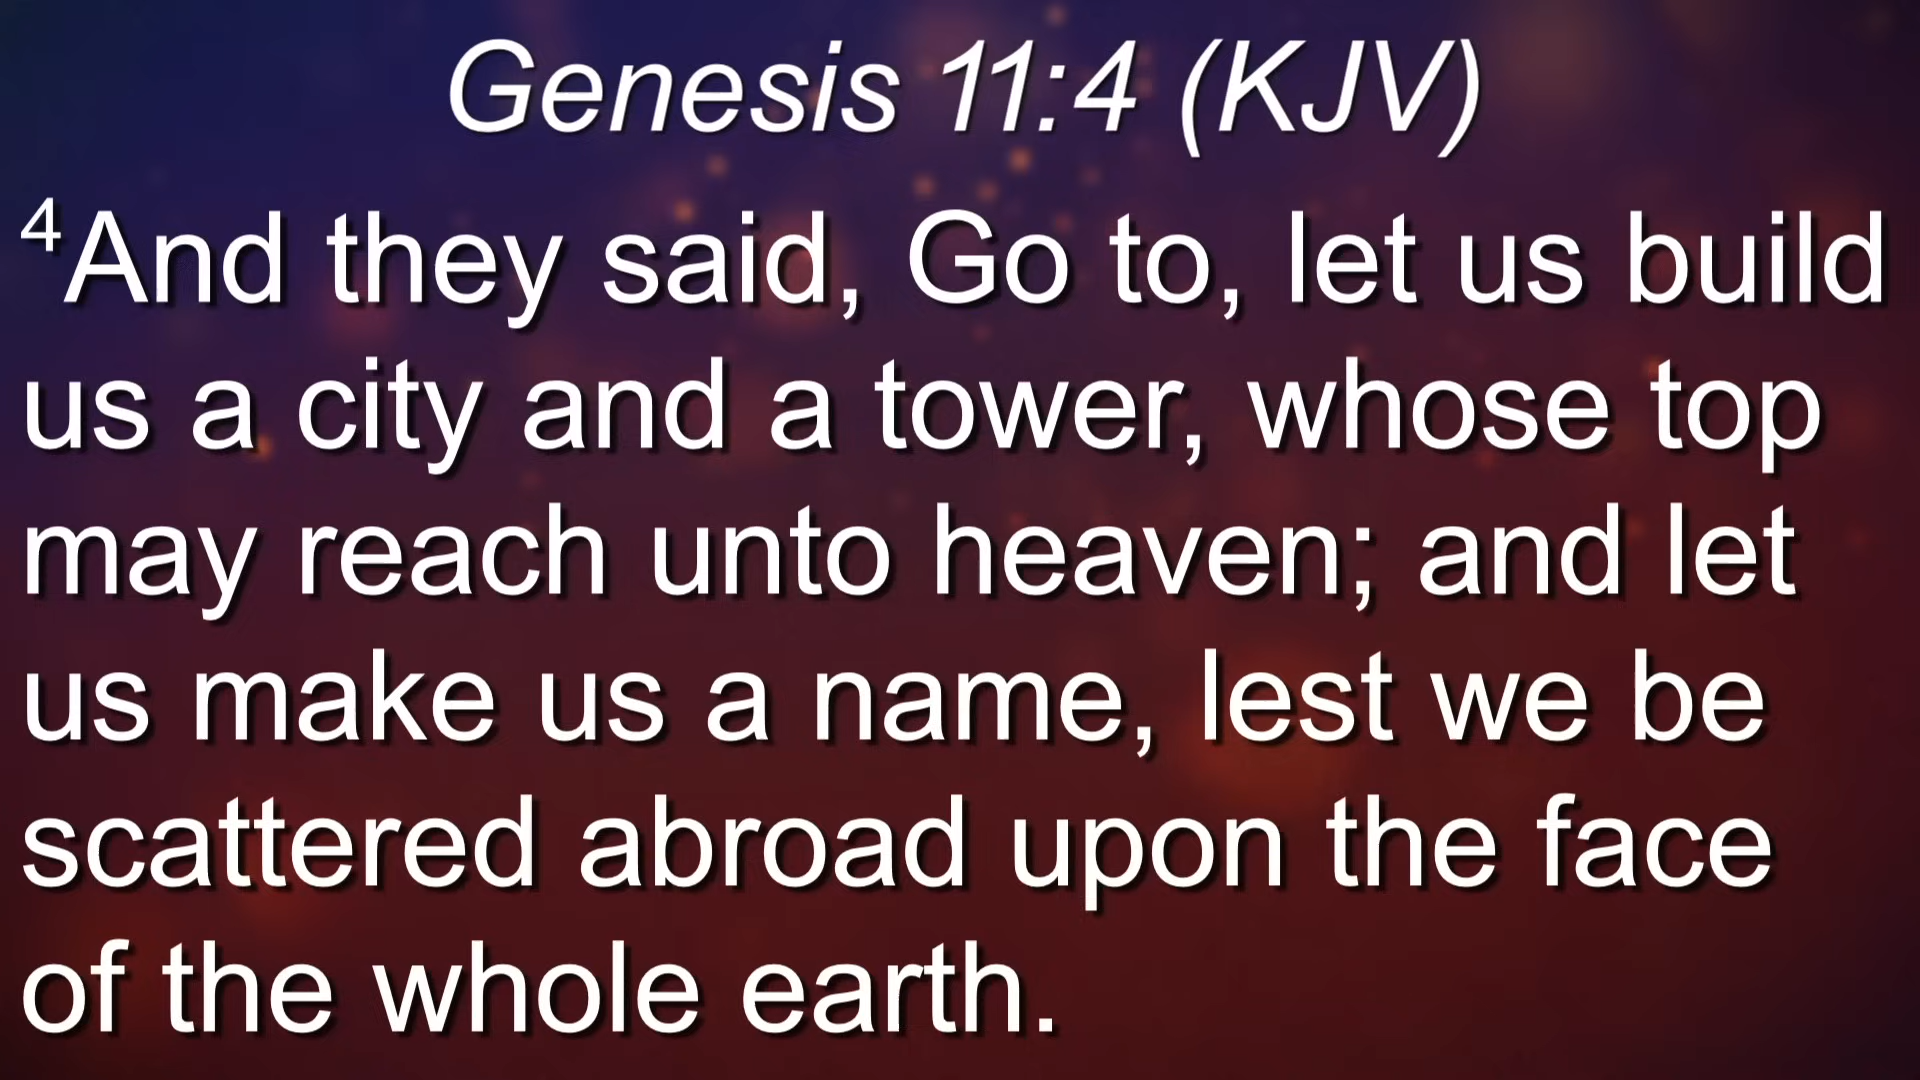 Genesis 11:4 (KJV)
4And they said, Go to, let us build
us a city and a tower, whose top
may reach unto heaven; and let
us make us a name, lest we be
scattered abroad upon the face
of the whole earth.